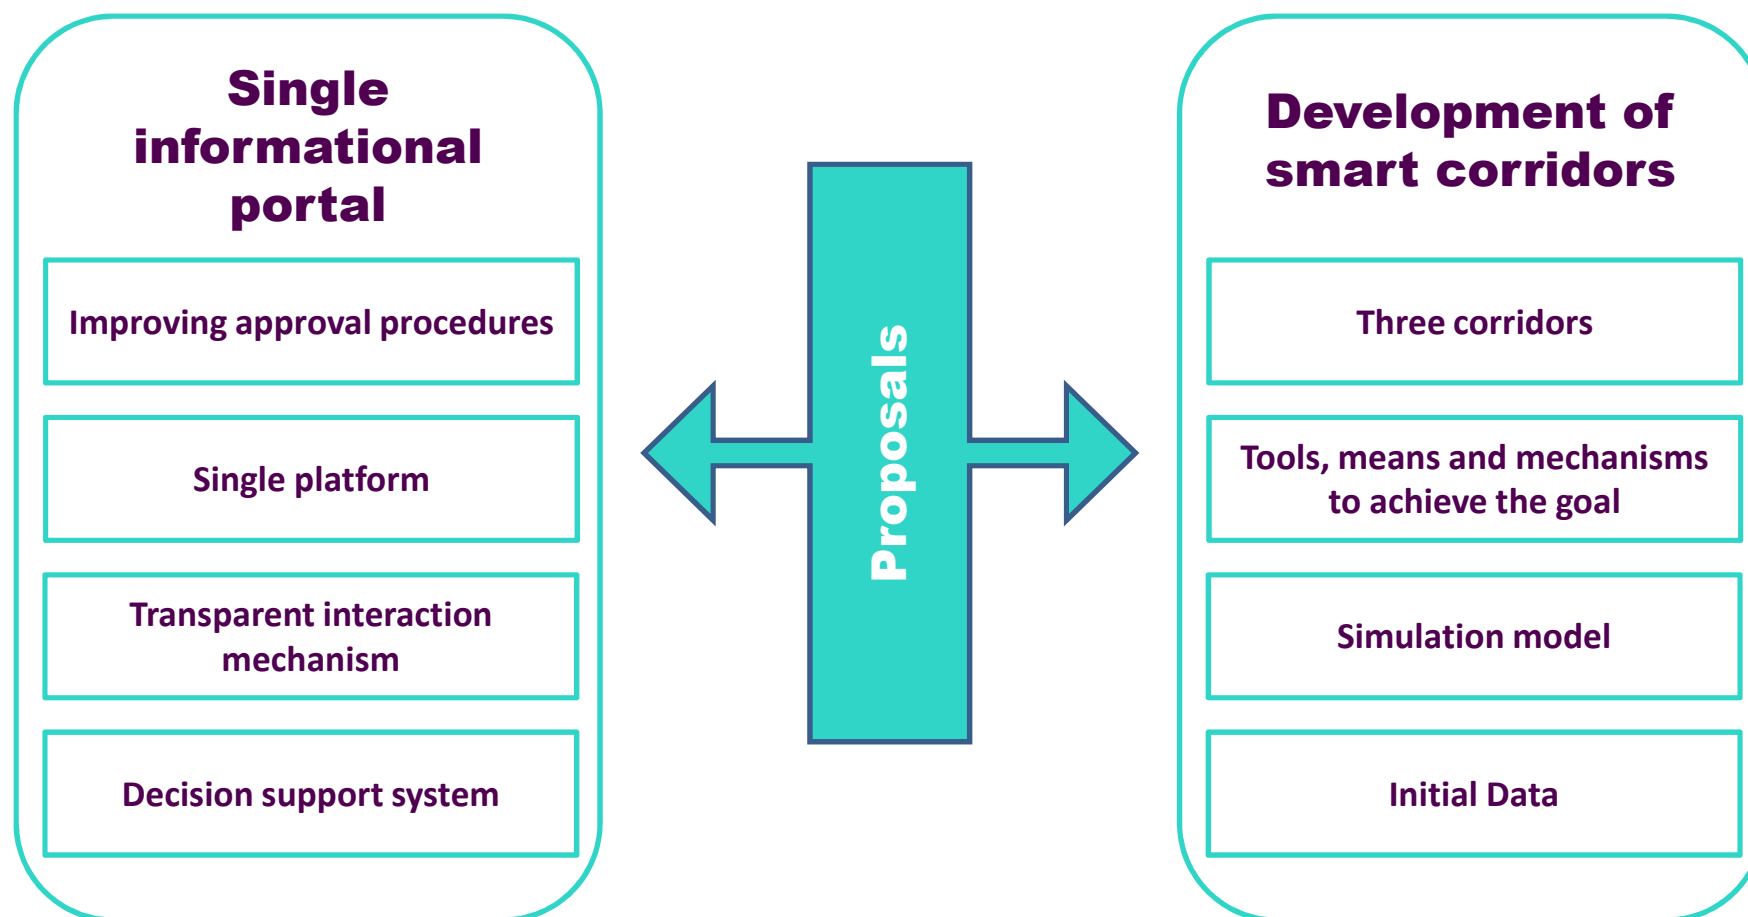 Single
informational
portal
Improving approval procedures
Single platform
Transparent interaction
mechanism
Decision support system
Proposals
Development of
smart corridors
Three corridors
Tools, means and mechanisms
to achieve the goal
Simulation model
Initial Data